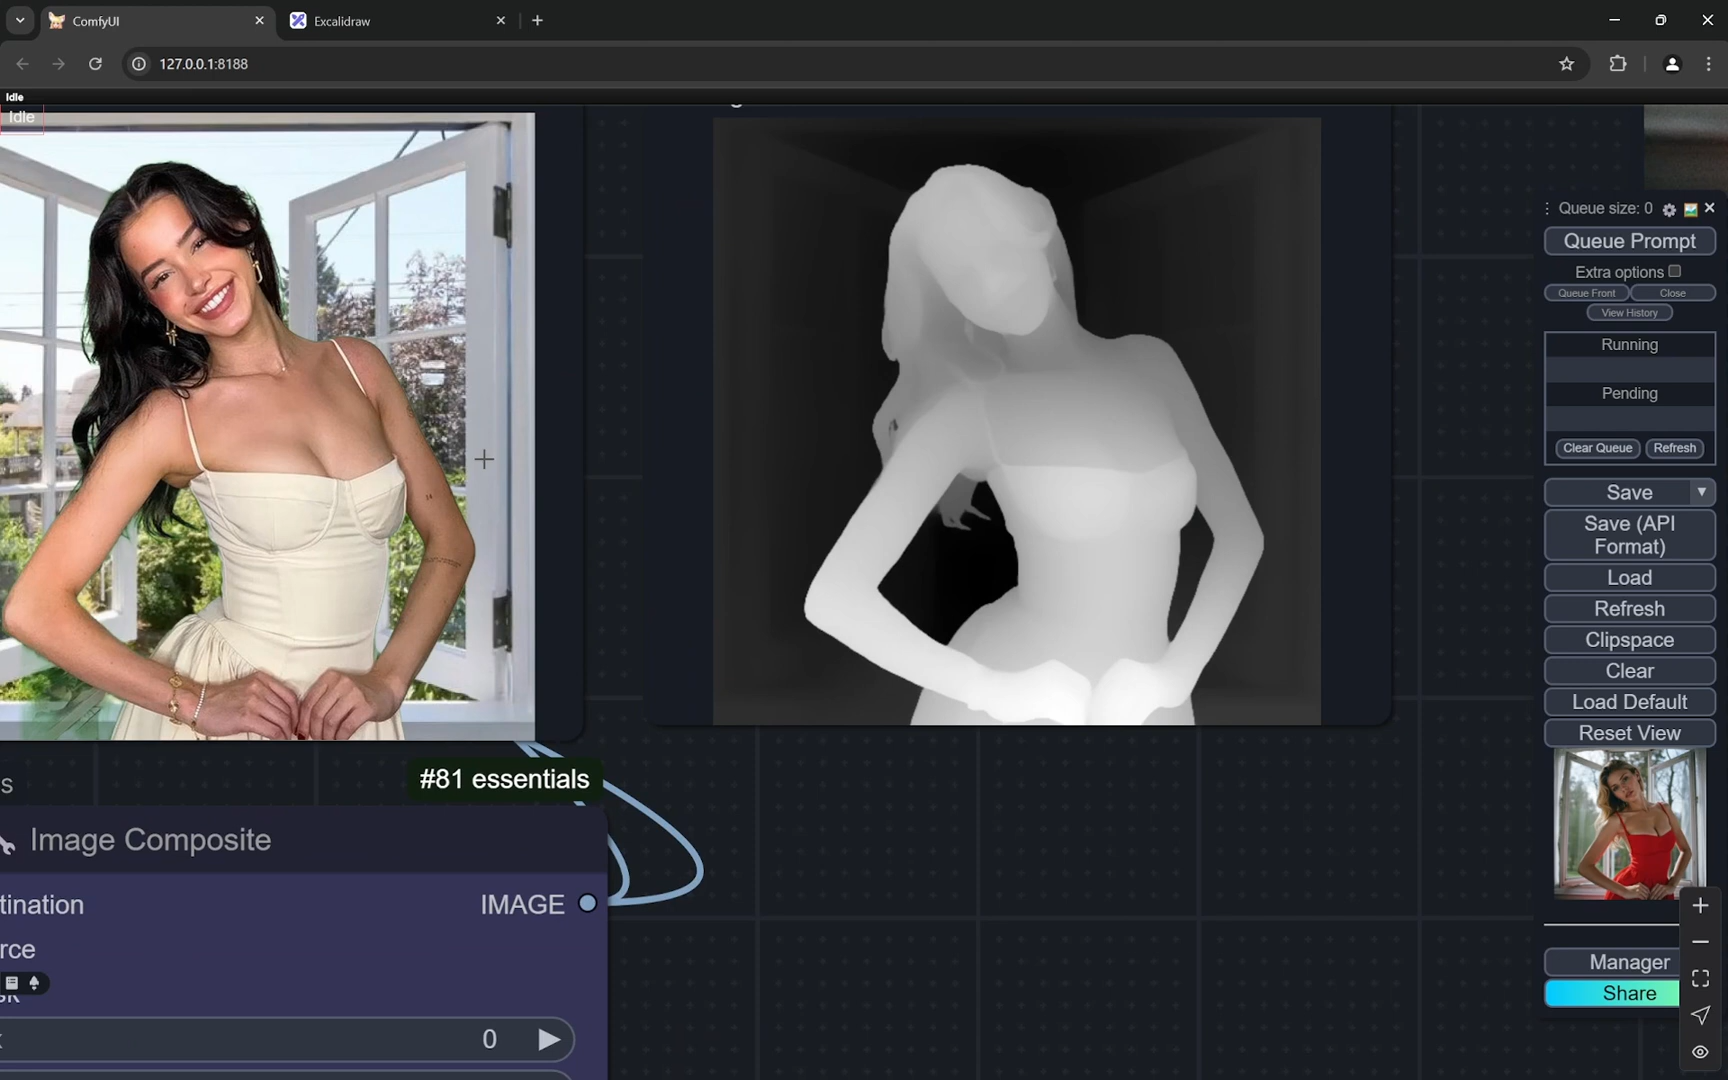 ComfyUI
Excalidraw
127.0.0.1:8188
Idle
Idle
Queue size: 0
Queue Prompt
Extra options
Queue Front
Close
View History
Running
Pending
Clear Queue
Refresh
Save
Save (API
Format)
Load
Refresh
Clipspace
Clear
Load Default
Reset View
Manager
Share
s
#81 essentials
Image Composite
tination
IMAGE
rce
0